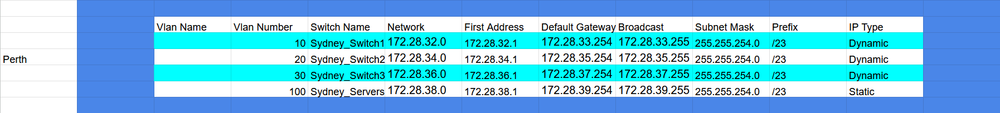 Vlan Name Vlan Number Switch Name Network First Address Default Gateway Broadcast Subnet Mask Prefix IP Type
10 Sydney_Switch1 172.28.32.0 172.28.32.1 172.28.33.254 172.28.33.255 255.255.254.0 /23 Dynamic
Perth 20 Sydney_Switch2 172.28.34.0 172.28.34.1 172.28.35.254 172.28.35.255 255.255.254.0 /23 Dynamic
30 Sydney_Switch3 172.28.36.0 172.28.36.1 172.28.37.254 172.28.37.255 255.255.254.0 /23 Dynamic
100 Sydney_Servers 172.28.38.0 172.28.38.1 172.28.39.254 172.28.39.255 255.255.254.0 /23 Static